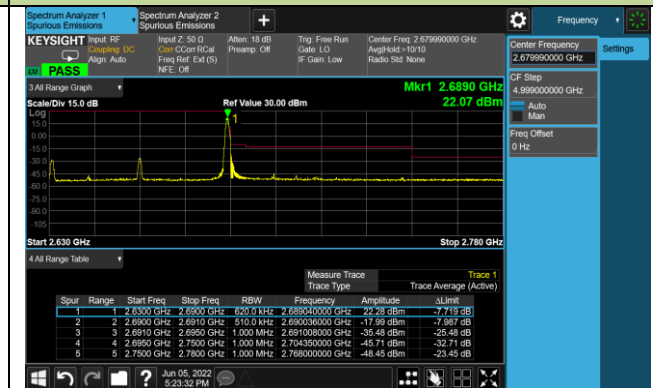 Spectrum Analyzer 1
Spurious Emissions
Spectrum Analyzer 2
Spurious Emissions
+
Frequency
KEYSIGHT
Input: RF
Coupling: DC
Align: Auto
Input Z: 50 Ω
Corr CCorr RCal
Freq Ref: Ext (S)
NFE: Off
Atten: 18 dB
Preamp: Off
Trig: Free Run
Gate: LO
IF Gain: Low
Center Freq: 2.679990000 GHz
Avg|Hold:>10/10
Radio Std: None
LW PASS
Center Frequency
2.679990000 GHz
Settings
CF Step
4.999000000 GHz
Auto
Man
Freq Offset
0 Hz
3 All Range Graph
Mkr1 2.6890 GHz
22.07 dBm
Scale/Div 15.0 dB
Ref Value 30.00 dBm
Log
15.0
0.00
-15.0
-30.0
-45.0
-60.0
-75.0
-90.0
-105
1
Start 2.630 GHz
Stop 2.780 GHz
4 All Range Table
Measure Trace Trace 1
Trace Type Trace Average (Active)
Spur Range Start Freq Stop Freq RBW Frequency Amplitude ΔLimit
1 1 2.6300 GHz 2.6900 GHz 620.0 kHz 2.689040000 GHz 22.28 dBm -7.719 dB
2 2 2.6900 GHz 2.6910 GHz 510.0 kHz 2.690036000 GHz -17.99 dBm -7.987 dB
3 3 2.6910 GHz 2.6950 GHz 1.000 MHz 2.691008000 GHz -35.48 dBm -25.48 dB
4 4 2.6950 GHz 2.7500 GHz 1.000 MHz 2.704350000 GHz -45.71 dBm -32.71 dB
5 5 2.7500 GHz 2.7800 GHz 1.000 MHz 2.768000000 GHz -48.45 dBm -23.45 dB
?
Jun 05, 2022
5:23:32 PM